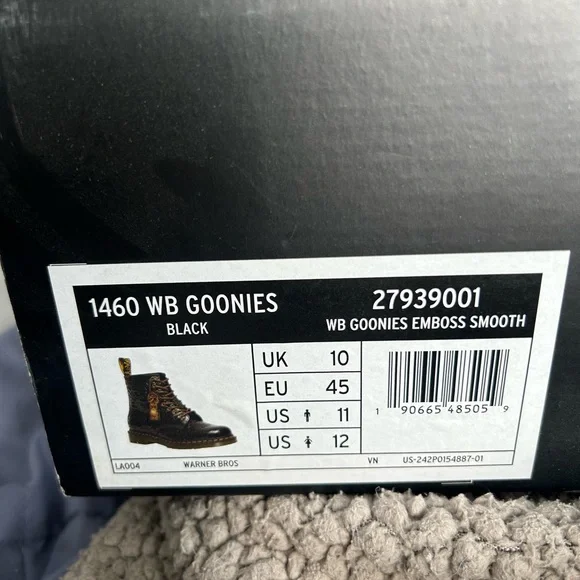 1460 WB GOONIES
BLACK
27939001
WB GOONIES EMBOSS SMOOTH
UK 10
EU 45
US 11
US 12
1 90665 48505 9
LA004 WARNER BROS VN US-242P0154887-01